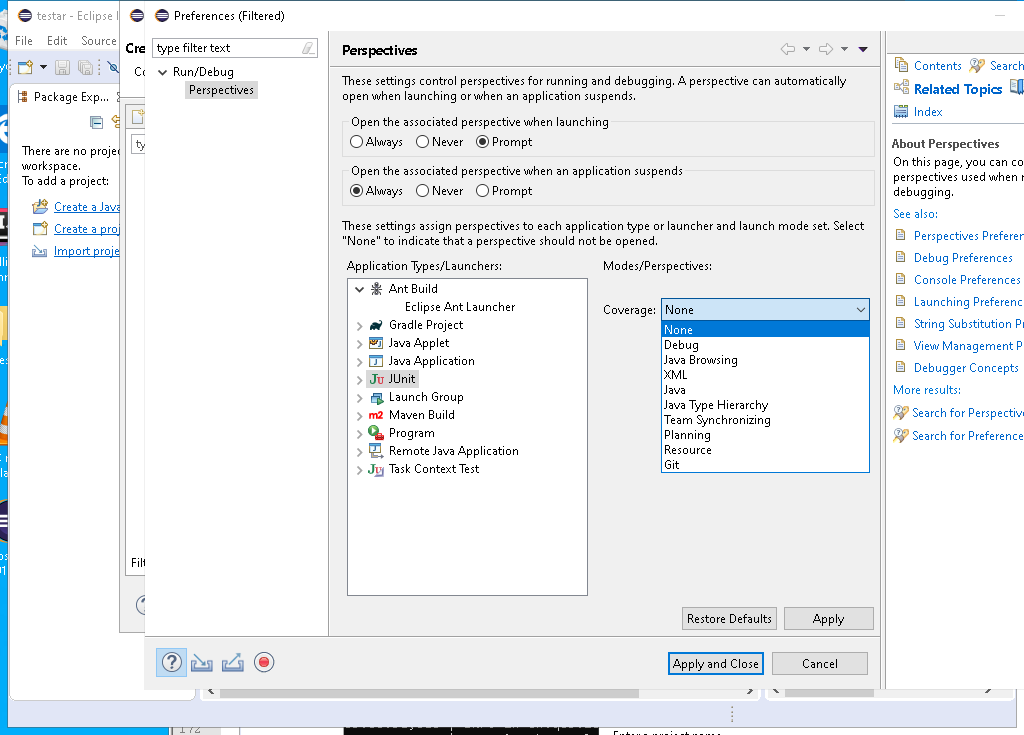 testar - Eclipse I
Preferences (Filtered)
File Edit Source
Cre
type filter text
Perspectives
Contents
Search
Run/Debug
Perspectives
These settings control perspectives for running and debugging. A perspective can automatically
open when launching or when an application suspends.
Related Topics
Package Exp...
Index
Open the associated perspective when launching
Always Never Prompt
ty
About Perspectives
On this page, you can co
perspectives used when r
debugging.
There are no projec
workspace.
To add a project:
Open the associated perspective when an application suspends
Always Never Prompt
Create a Java
Create a proj
Import proje
See also:
Perspectives Preferer
Debug Preferences
Console Preferences
Launching Preferenc
String Substitution Pr
View Management P
Debugger Concepts
More results:
Search for Perspective
Search for Preference
These settings assign perspectives to each application type or launcher and launch mode set. Select
"None" to indicate that a perspective should not be opened.
Application Types/Launchers:
Modes/Perspectives:
Ant Build
Eclipse Ant Launcher
Gradle Project
Java Applet
Java Application
JUnit
Launch Group
Maven Build
Program
Remote Java Application
Task Context Test
Coverage: None
None
Debug
Java Browsing
XML
Java
Java Type Hierarchy
Team Synchronizing
Planning
Resource
Git
Filt
Restore Defaults
Apply
Apply and Close
Cancel
172